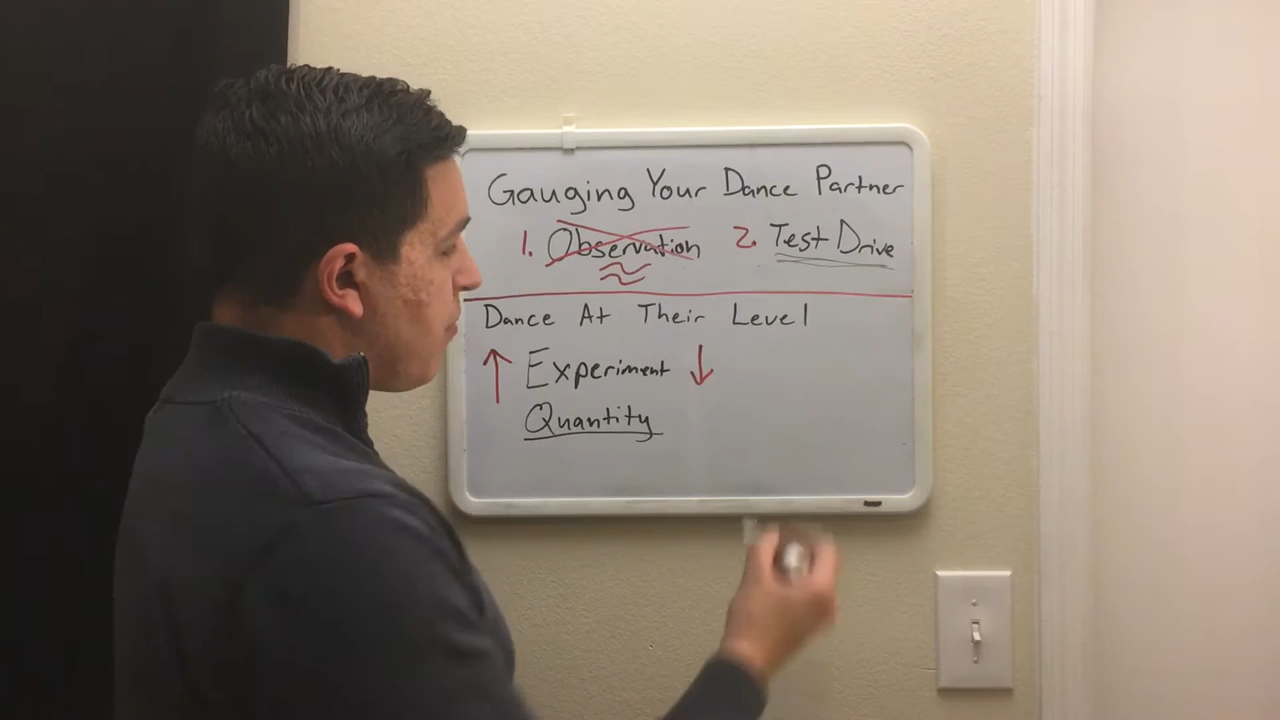 Gauging Your Dance Partner
1. Observation 2. Test Drive
Dance At Their Level
↑ Experiment ↓
Quantity